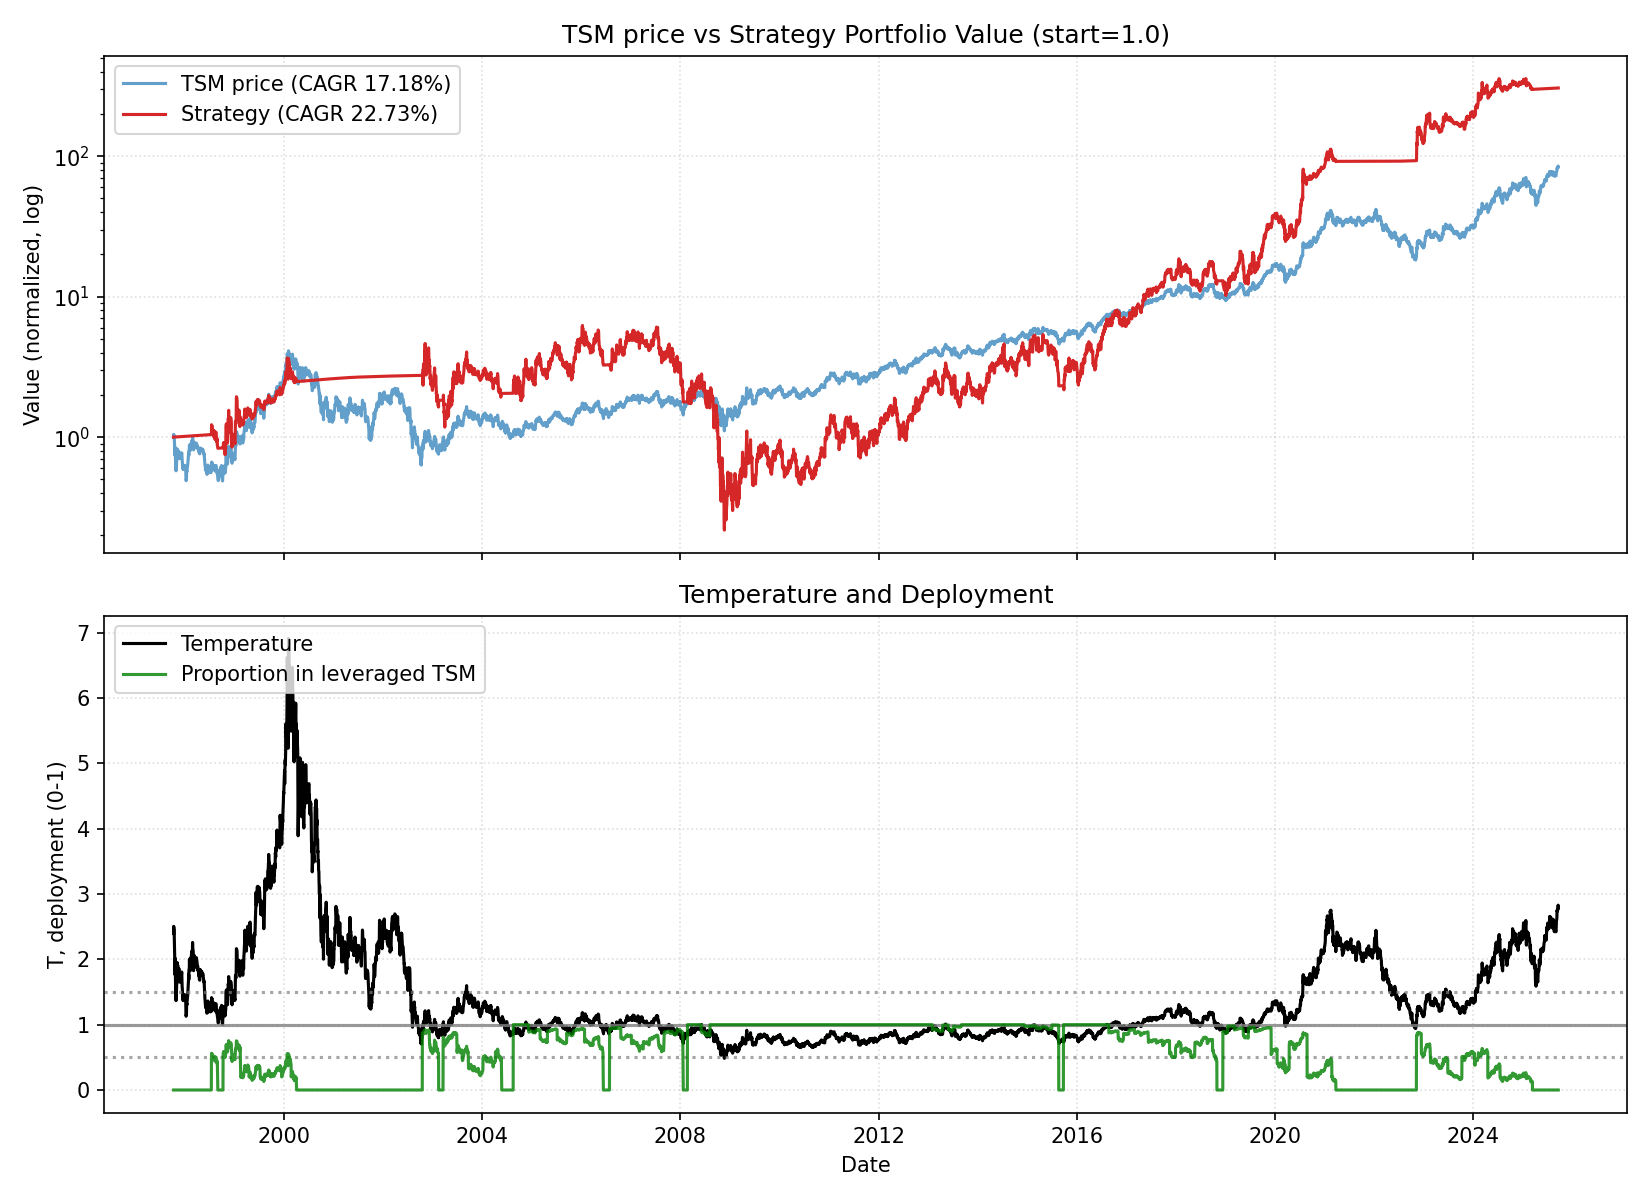 TSM price vs Strategy Portfolio Value (start=1.0)
TSM price (CAGR 17.18%)
Strategy (CAGR 22.73%)
Value (normalized, log)
10²
10¹
10⁰
Temperature and Deployment
Temperature
Proportion in leveraged TSM
T, deployment (0-1)
7
6
5
4
3
2
1
0
2000 2004 2008 2012 2016 2020 2024
Date